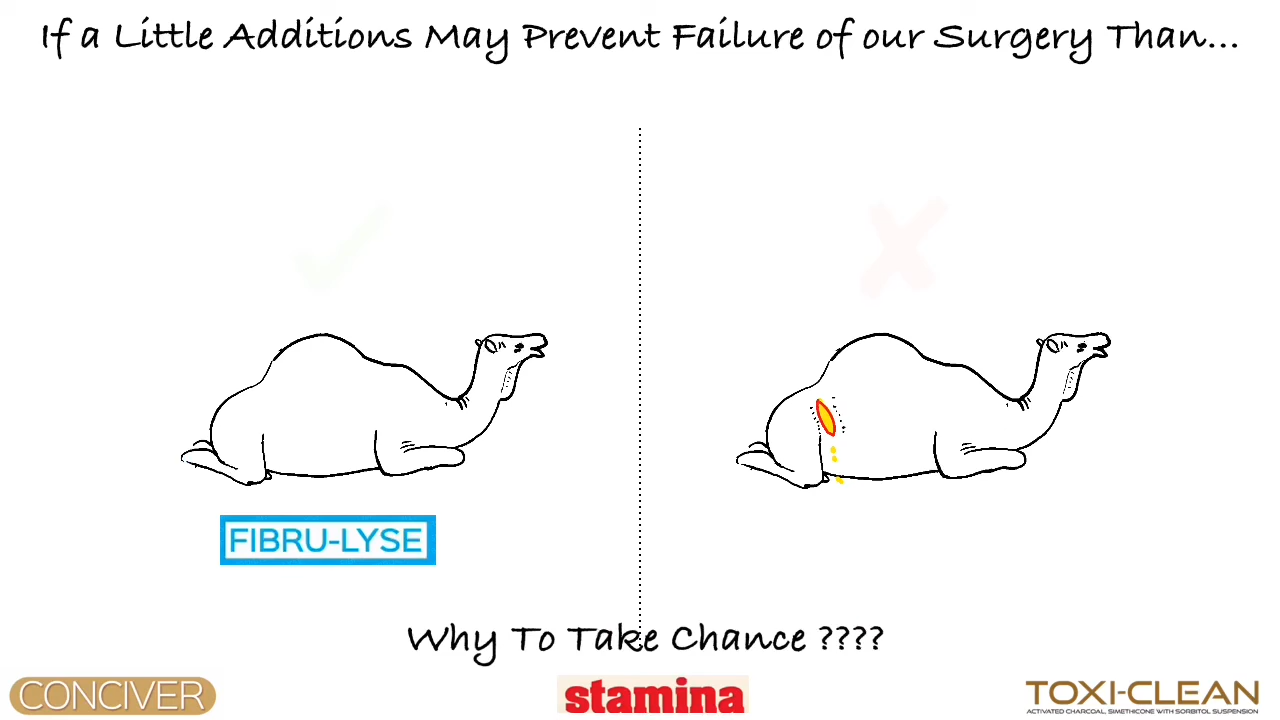 If a Little Additions May Prevent Failure of our Surgery Than...
FIBRU-LYSE
Why To Take Chance ????
CONCIVER
stamina
TOXI-CLEAN
ACTIVATED CHARCOAL, SIMETHICONE WITH SORBITOL SUSPENSION